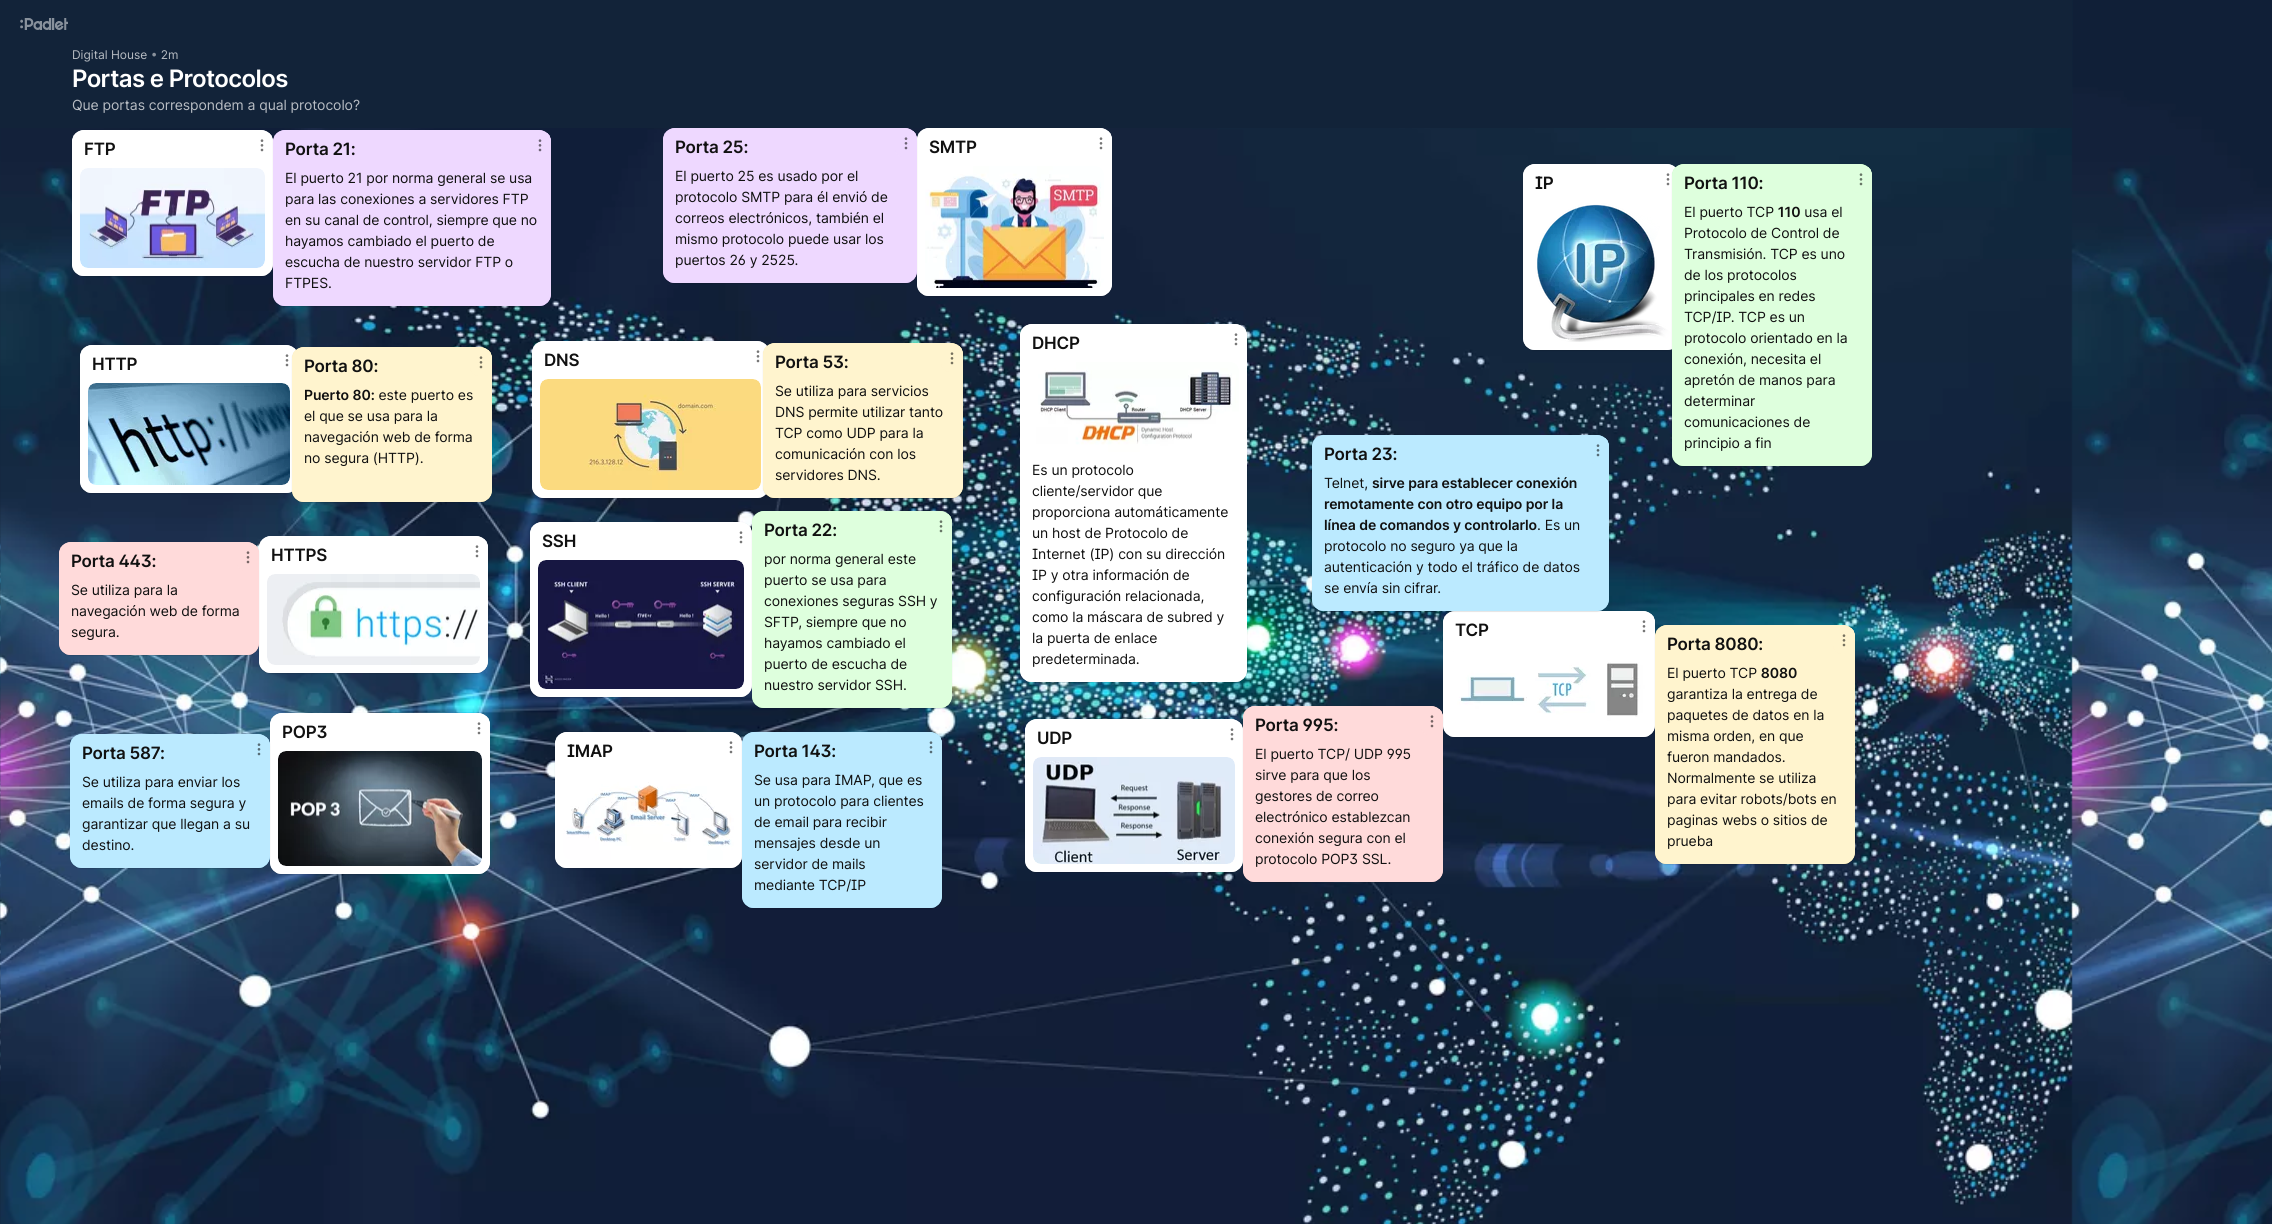 :Padlet
Digital House • 2m
Portas e Protocolos
Que portas correspondem a qual protocolo?
FTP
FTP
Porta 21:
El puerto 21 por norma general se usa
para las conexiones a servidores FTP
en su canal de control, siempre que no
hayamos cambiado el puerto de
escucha de nuestro servidor FTP o
FTPES.
Porta 25:
El puerto 25 es usado por el
protocolo SMTP para él envió de
correos electrónicos, también el
mismo protocolo puede usar los
puertos 26 y 2525.
SMTP
SMTP
IP
IP
Porta 110:
El puerto TCP 110 usa el
Protocolo de Control de
Transmisión. TCP es uno
de los protocolos
principales en redes
TCP/IP. TCP es un
protocolo orientado en la
conexión, necesita el
apretón de manos para
determinar
comunicaciones de
principio a fin
HTTP
http://ww
Porta 80:
Puerto 80: este puerto es
el que se usa para la
navegación web de forma
no segura (HTTP).
DNS
domain.com
216.3.128.12
Porta 53:
Se utiliza para servicios
DNS permite utilizar tanto
TCP como UDP para la
comunicación con los
servidores DNS.
DHCP
DHCP Client
Router
DHCP Server
DHCP
Dynamic Host
Configuration Protocol
Es un protocolo
cliente/servidor que
proporciona automáticamente
un host de Protocolo de
Internet (IP) con su dirección
IP y otra información de
configuración relacionada,
como la máscara de subred y
la puerta de enlace
predeterminada.
Porta 23:
Telnet, sirve para establecer conexión
remotamente con otro equipo por la
línea de comandos y controlarlo. Es un
protocolo no seguro ya que la
autenticación y todo el tráfico de datos
se envía sin cifrar.
Porta 443:
Se utiliza para la
navegación web de forma
segura.
HTTPS
https://
SSH
SSH CLIENT
SSH SERVER
Hello !
Hello !
Porta 22:
por norma general este
puerto se usa para
conexiones seguras SSH y
SFTP, siempre que no
hayamos cambiado el
puerto de escucha de
nuestro servidor SSH.
TCP
TCP
Porta 8080:
El puerto TCP 8080
garantiza la entrega de
paquetes de datos en la
misma orden, en que
fueron mandados.
Normalmente se utiliza
para evitar robots/bots en
paginas webs o sitios de
prueba
Porta 587:
Se utiliza para enviar los
emails de forma segura y
garantizar que llegan a su
destino.
POP3
POP 3
IMAP
IMAP
IMAP
IMAP
IMAP
Email Server
Desktop PC
Tablet
Desktop PC
Porta 143:
Se usa para IMAP, que es
un protocolo para clientes
de email para recibir
mensajes desde un
servidor de mails
mediante TCP/IP
UDP
UDP
Request
Response
Response
Client
Server
Porta 995:
El puerto TCP/ UDP 995
sirve para que los
gestores de correo
electrónico establezcan
conexión segura con el
protocolo POP3 SSL.